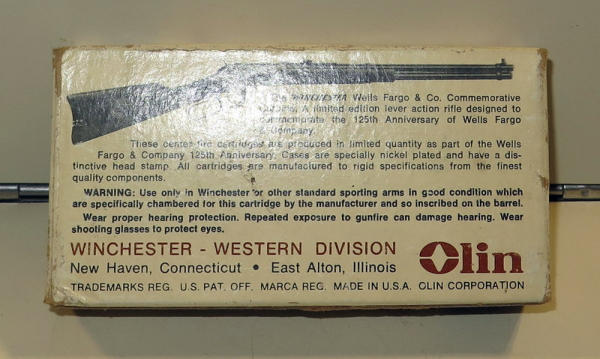 The WINCHESTER Wells Fargo & Co. Commemorative
A limited edition lever action rifle designed to
commemorate the 125th Anniversary of Wells Fargo
& Company.
These center fire cartridges are produced in limited quantity as part of the Wells
Fargo & Company 125th Anniversary. Cases are specially nickel plated and have a dis-
tinctive head stamp. All cartridges are manufactured to rigid specifications from the finest
quality components.
WARNING: Use only in Winchester or other standard sporting arms in good condition which
are specifically chambered for this cartridge by the manufacturer and so inscribed on the barrel.
Wear proper hearing protection. Repeated exposure to gunfire can damage hearing. Wear
shooting glasses to protect eyes.
WINCHESTER - WESTERN DIVISION
Olin
New Haven, Connecticut • East Alton, Illinois
TRADEMARKS REG. U.S. PAT. OFF. MARCA REG. MADE IN U.S.A. OLIN CORPORATION